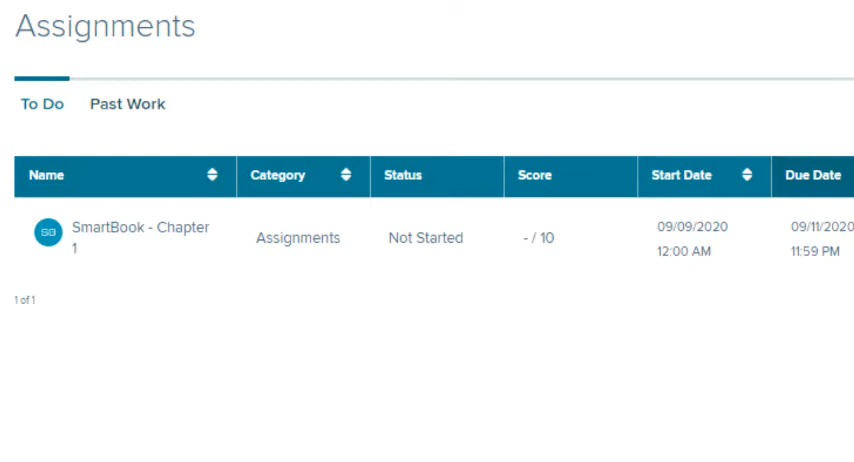 Assignments
To Do Past Work
Name Category Status Score Start Date Due Date
SB SmartBook - Chapter 1 Assignments Not Started - / 10 09/09/2020 12:00 AM 09/11/2020 11:59 PM
1 of 1